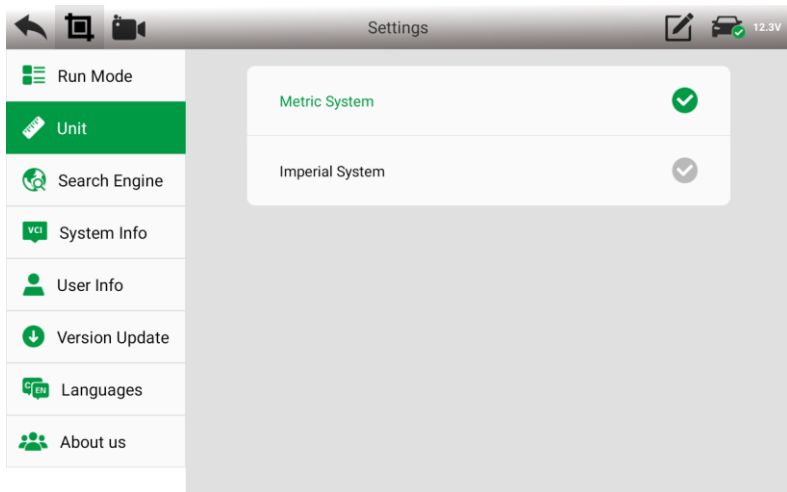 Settings
12.3V
Run Mode
Unit
Search Engine
VCI
System Info
User Info
Version Update
C EN
Languages
About us
Metric System
Imperial System